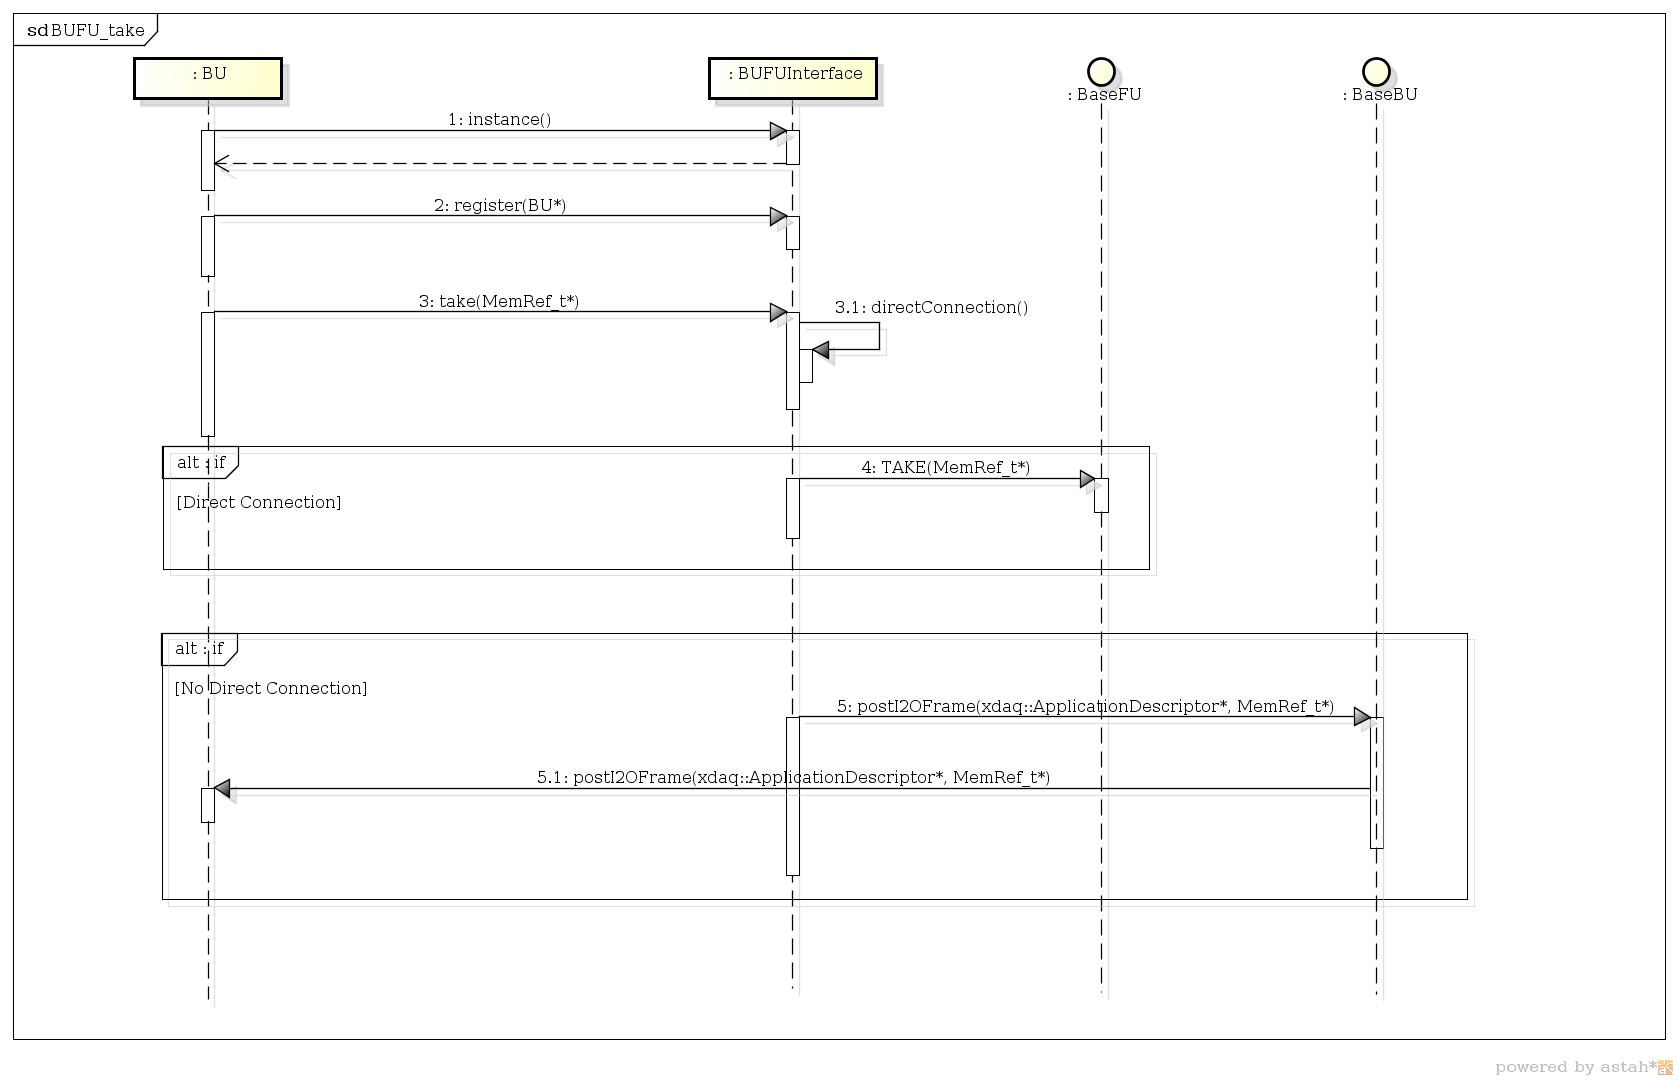 sd BUFU_take
: BU
: BUFUInterface
: BaseFU
: BaseBU
1: instance()
2: register(BU*)
3: take(MemRef_t*)
3.1: directConnection()
alt : if
4: TAKE(MemRef_t*)
[Direct Connection]
alt : if
[No Direct Connection]
5: postI2OFrame(xdaq::ApplicationDescriptor*, MemRef_t*)
5.1: postI2OFrame(xdaq::ApplicationDescriptor*, MemRef_t*)
powered by astah*